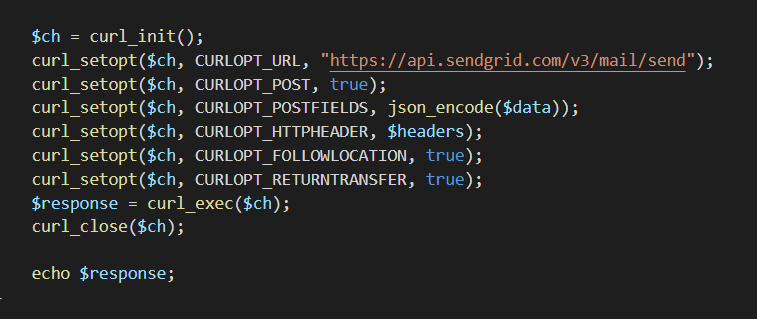 $ch = curl_init();
curl_setopt($ch, CURLOPT_URL, "https://api.sendgrid.com/v3/mail/send");
curl_setopt($ch, CURLOPT_POST, true);
curl_setopt($ch, CURLOPT_POSTFIELDS, json_encode($data));
curl_setopt($ch, CURLOPT_HTTPHEADER, $headers);
curl_setopt($ch, CURLOPT_FOLLOWLOCATION, true);
curl_setopt($ch, CURLOPT_RETURNTRANSFER, true);
$response = curl_exec($ch);
curl_close($ch);
echo $response;